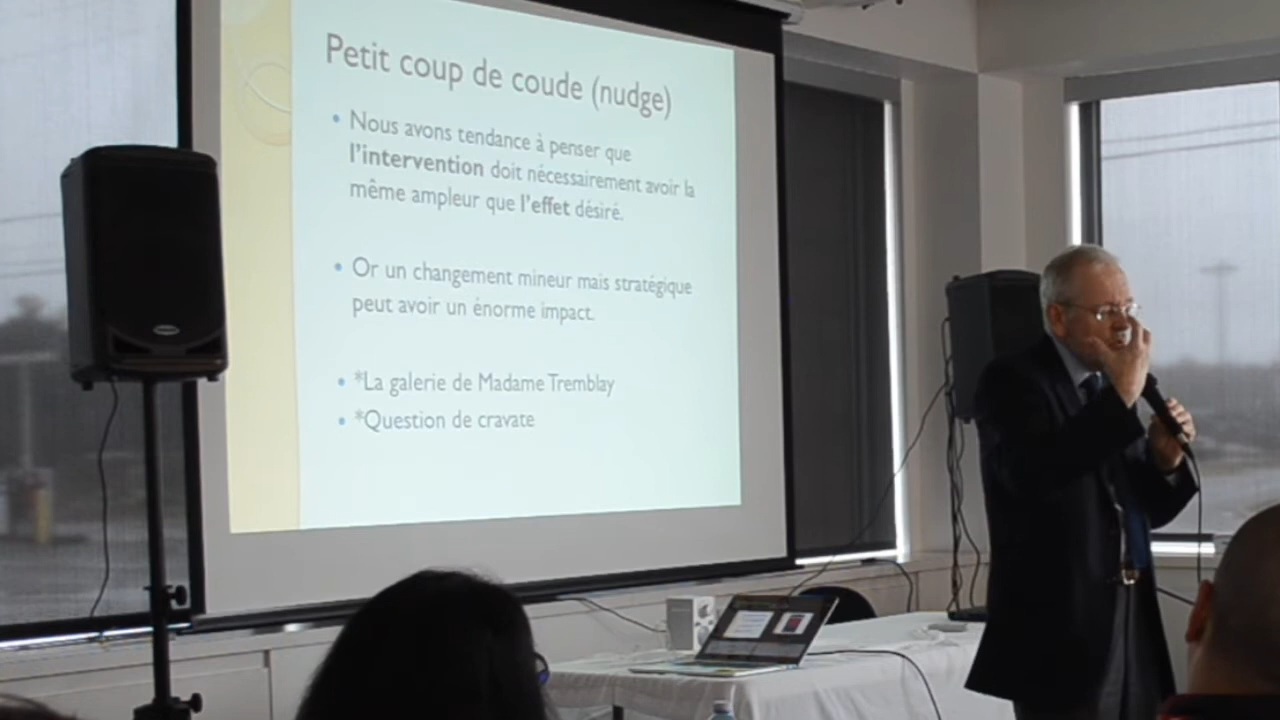 Petit coup de coude (nudge)
• Nous avons tendance à penser que
l'intervention doit nécessairement avoir la
même ampleur que l'effet désiré.
• Or un changement mineur mais stratégique
peut avoir un énorme impact.
• *La galerie de Madame Tremblay
• *Question de cravate